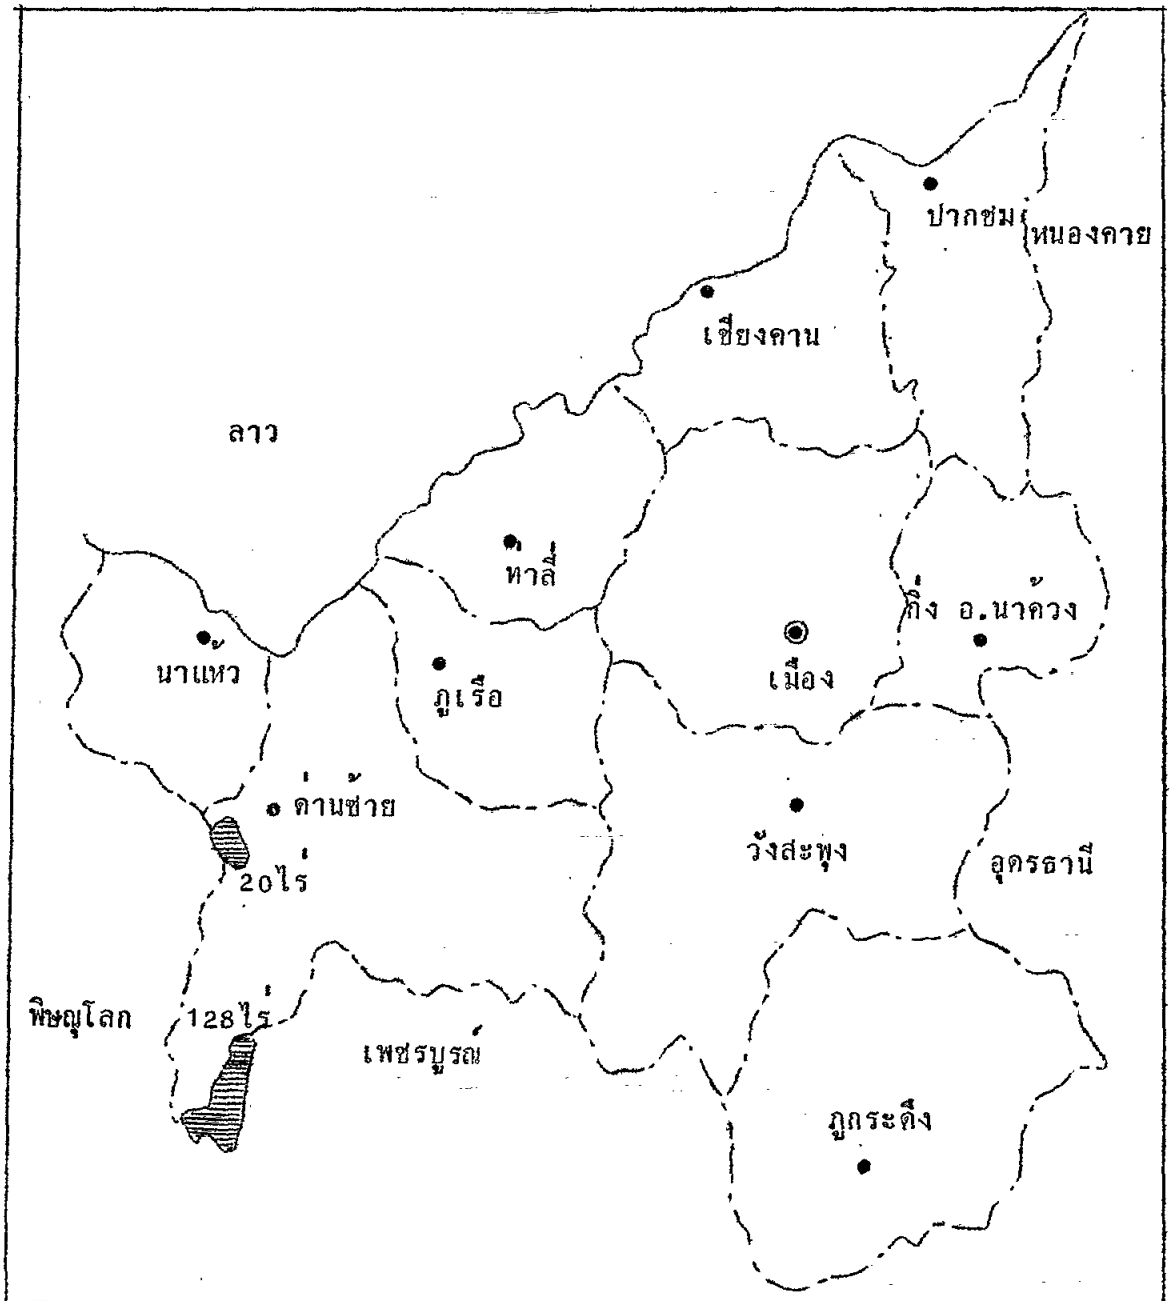 ปากชม
หนองคาย
เชียงคาน
ลาว
ท่าลี่
กิ่ง อ.นาด้วง
นาแห้ว
ภูเรือ
เมือง
ด่านซ้าย
วังสะพุง
อุดรธานี
20ไร่
พิษณุโลก
128ไร่
เพชรบูรณ์
ภูกระดึง